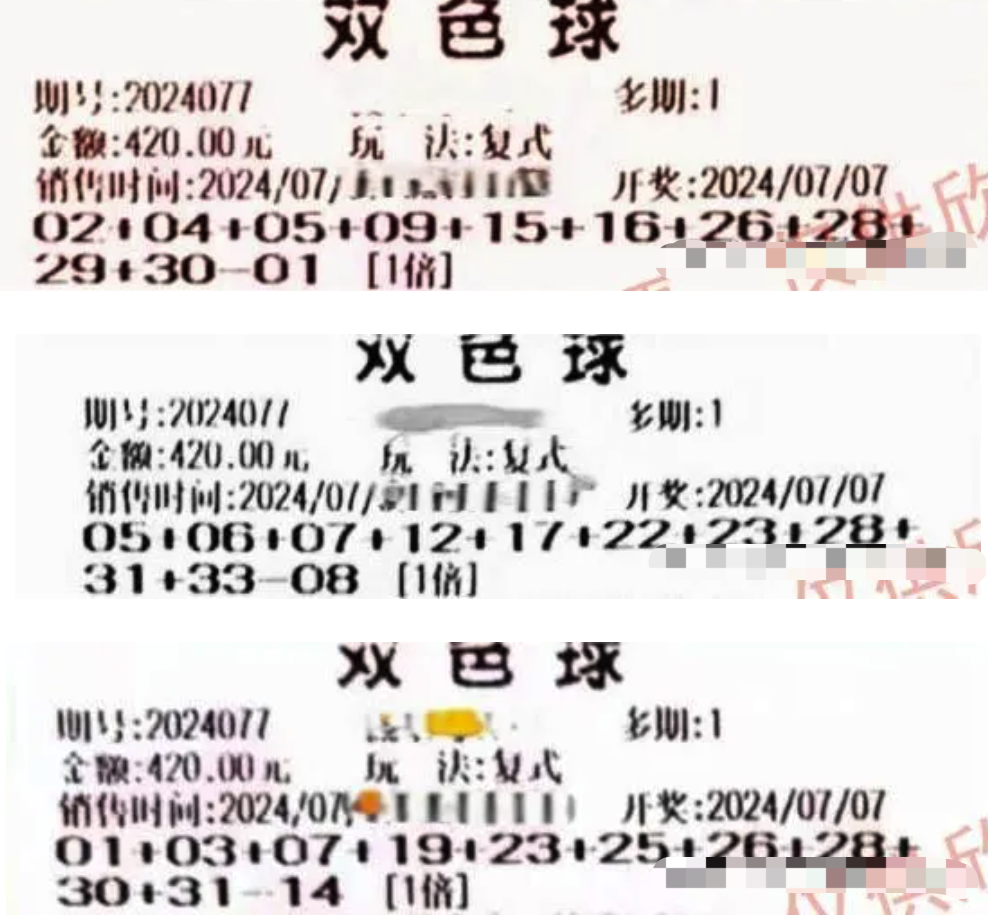 双色球
期号:2024077 多期:1
金额:420.00元 玩 法:复式
销售时间:2024/07/ 开奖:2024/07/07
02+04+05+09+15+16+26+28+
29+30-01 [1倍]
双色球
期号:2024077 多期:1
金额:420.00元 玩 法:复式
销售时间:2024/07/ 开奖:2024/07/07
05+06+07+12+17+22+23+28+
31+33-08 [1倍]
双色球
期号:2024077 多期:1
金额:420.00元 玩 法:复式
销售时间:2024/07 开奖:2024/07/07
01+03+07+19+23+25+26+28+
30+31-14 [1倍]